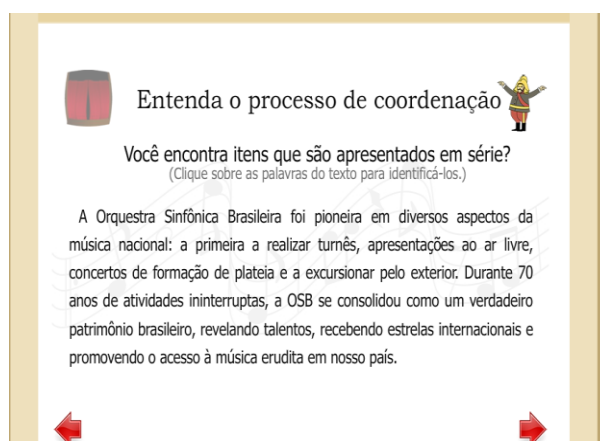 Entenda o processo de coordenação
Você encontra itens que são apresentados em série?
(Clique sobre as palavras do texto para identificá-los.)
A Orquestra Sinfônica Brasileira foi pioneira em diversos aspectos da
música nacional: a primeira a realizar turnês, apresentações ao ar livre,
concertos de formação de plateia e a excursionar pelo exterior. Durante 70
anos de atividades ininterruptas, a OSB se consolidou como um verdadeiro
patrimônio brasileiro, revelando talentos, recebendo estrelas internacionais e
promovendo o acesso à música erudita em nosso país.